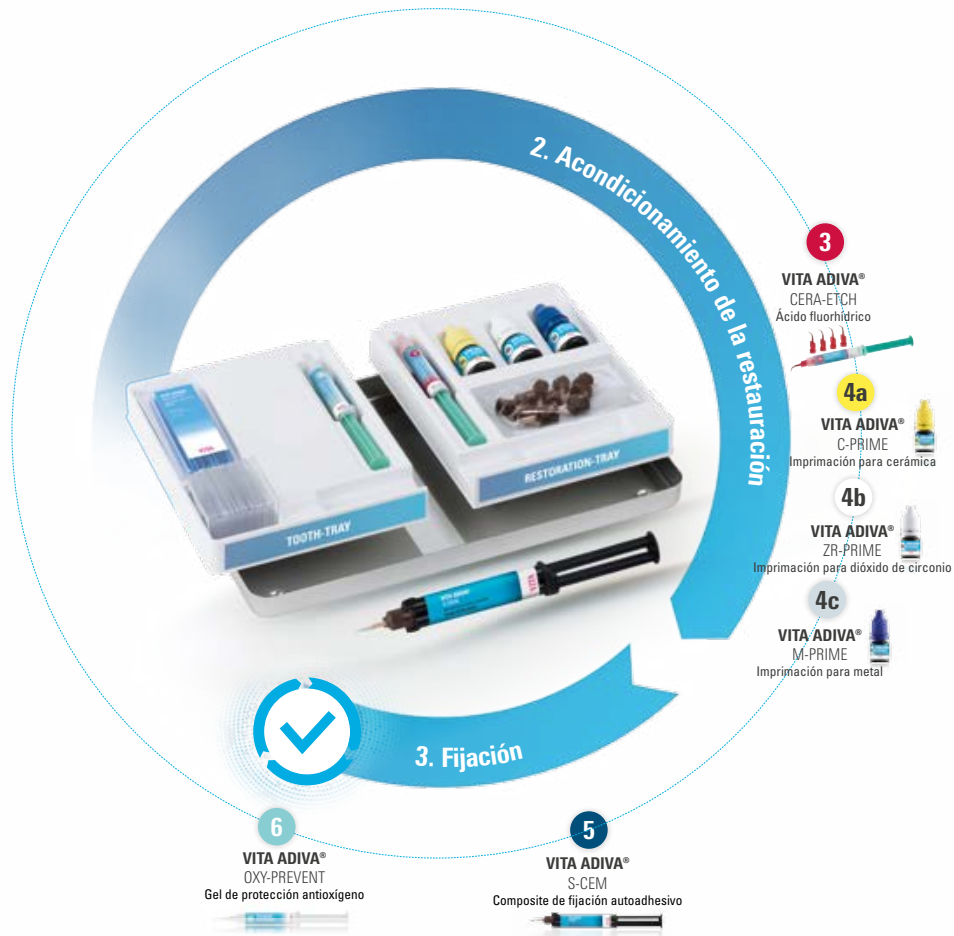 2. Acondicionamiento de la restauración
3
VITA ADIVA®
CERA-ETCH
Ácido fluorhídrico
4a
VITA ADIVA®
C-PRIME
Imprimación para cerámica
4b
VITA ADIVA®
ZR-PRIME
Imprimación para dióxido de circonio
4c
VITA ADIVA®
M-PRIME
Imprimación para metal
TOOTH-TRAY
RESTORATION-TRAY
VITA
VITA
3. Fijación
6
VITA ADIVA®
OXY-PREVENT
Gel de protección antioxígeno
5
VITA ADIVA®
S-CEM
Composite de fijación autoadhesivo